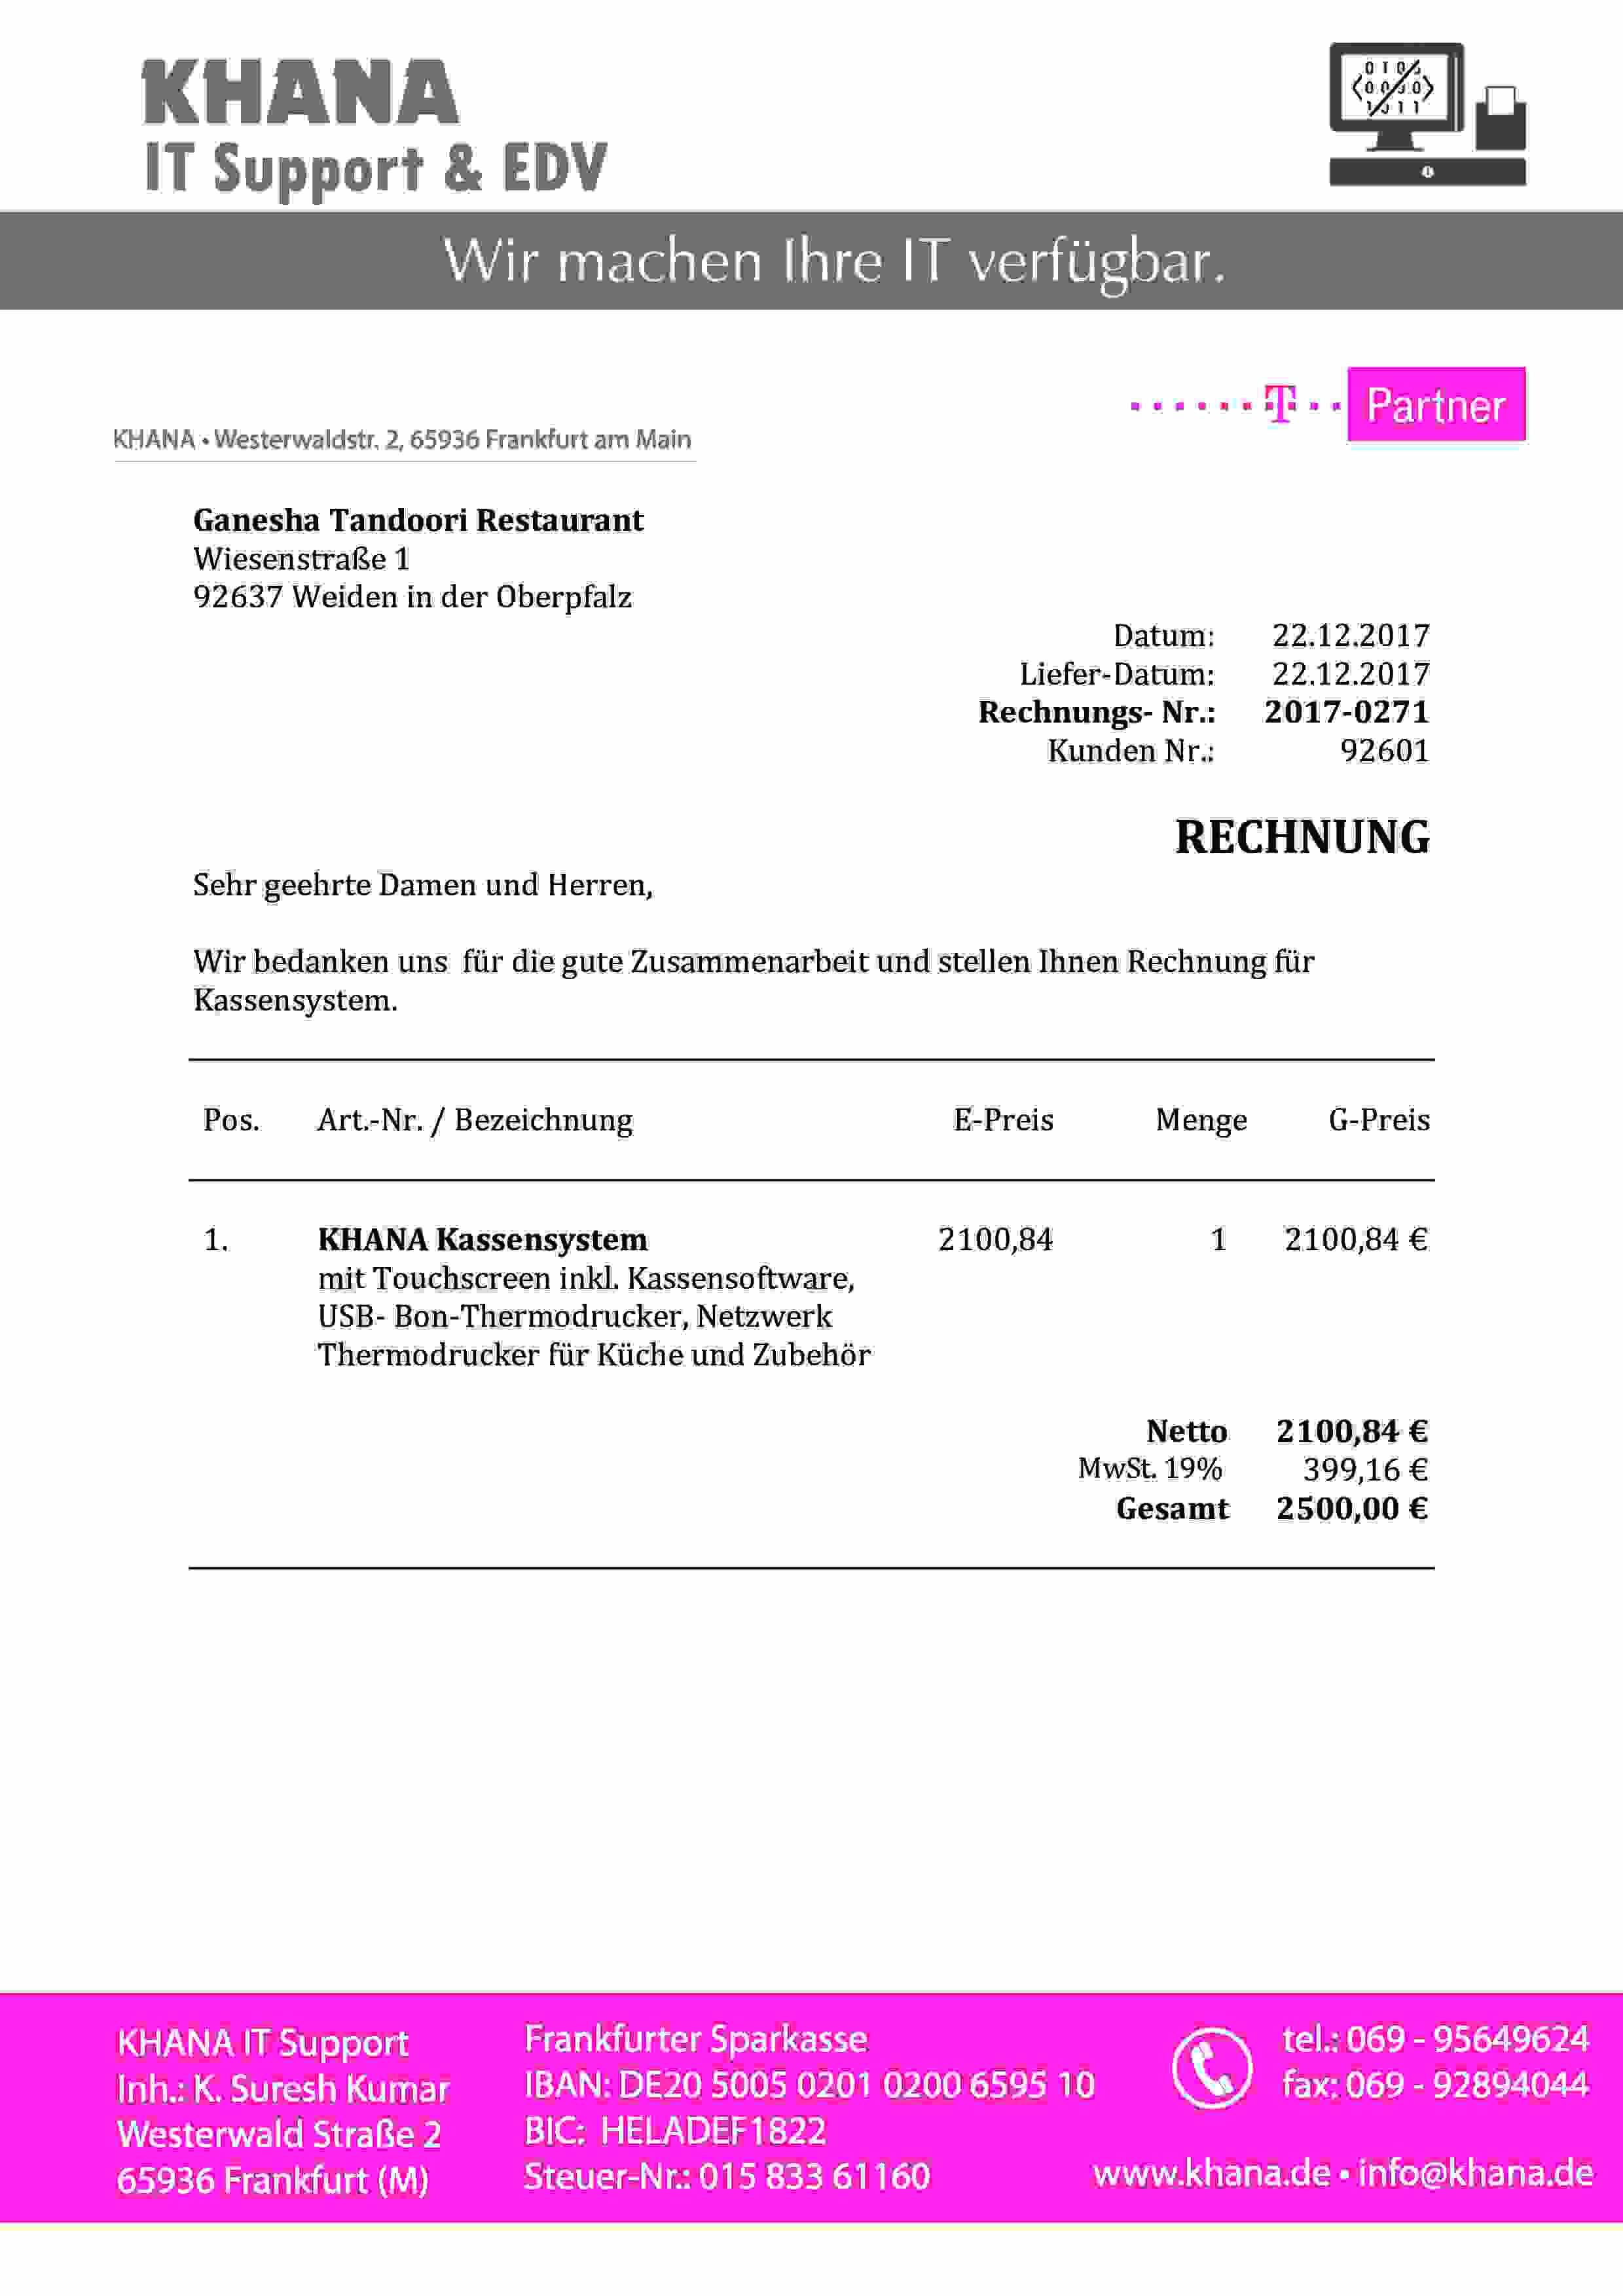 KHANA
IT Support & EDV
Wir machen Ihre IT verfügbar.
T Partner
KHANA • Westerwaldstr. 2, 65936 Frankfurt am Main
Ganesha Tandoori Restaurant
Wiesenstraße 1
92637 Weiden in der Oberpfalz
Datum: 22.12.2017
Liefer-Datum: 22.12.2017
Rechnungs- Nr.: 2017-0271
Kunden Nr.: 92601
RECHNUNG
Sehr geehrte Damen und Herren,
Wir bedanken uns für die gute Zusammenarbeit und stellen Ihnen Rechnung für
Kassensystem.
Pos. Art.-Nr. / Bezeichnung E-Preis Menge G-Preis
1. KHANA Kassensystem 2100,84 1 2100,84 €
mit Touchscreen inkl. Kassensoftware,
USB- Bon-Thermodrucker, Netzwerk
Thermodrucker für Küche und Zubehör
Netto 2100,84 €
MwSt. 19% 399,16 €
Gesamt 2500,00 €
KHANA IT Support
Inh.: K. Suresh Kumar
Westerwald Straße 2
65936 Frankfurt (M)
Frankfurter Sparkasse
IBAN: DE20 5005 0201 0200 6595 10
BIC: HELADEF1822
Steuer-Nr.: 015 833 61160
tel.: 069 - 95649624
fax: 069 - 92894044
www.khana.de • info@khana.de